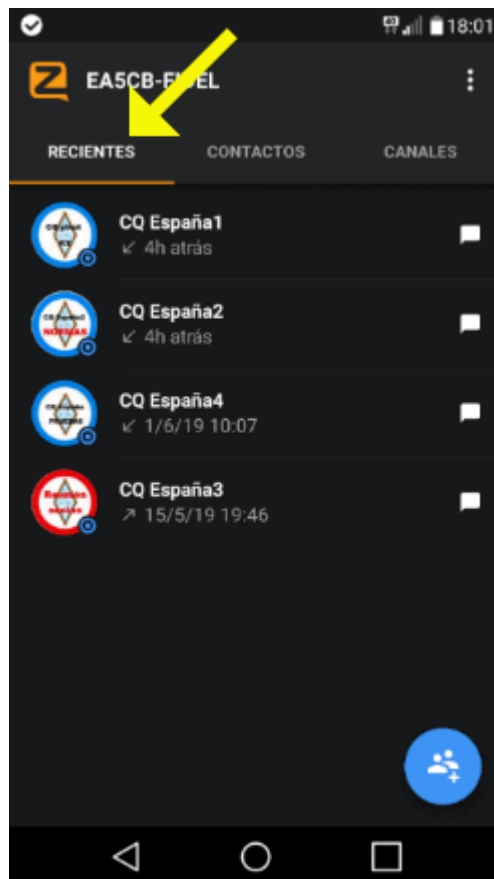 18:01
EA5CB-FIDEL
RECIENTES CONTACTOS CANALES
CQ España1
↙ 4h atrás
CQ España2
↙ 4h atrás
CQ España4
↙ 1/6/19 10:07
CQ España3
↗ 15/5/19 19:46